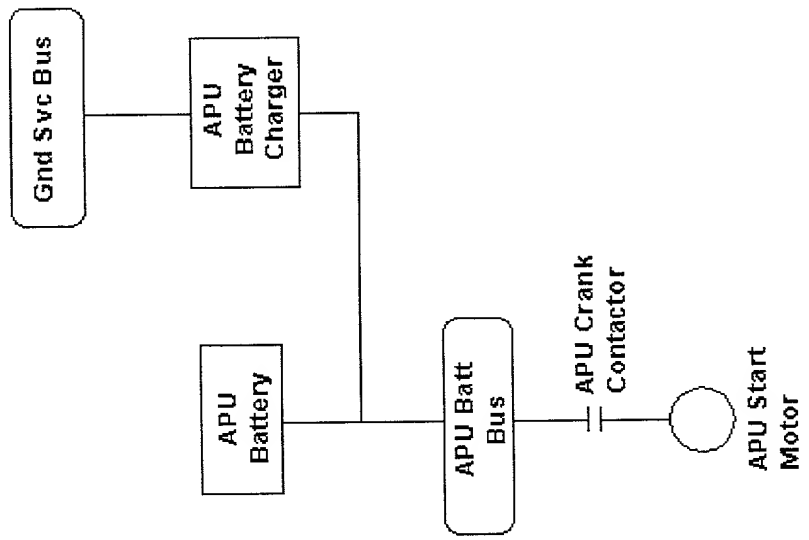 Gnd Svc Bus
APU
Battery
Charger
APU
Battery
APU Batt
Bus
APU Crank
Contactor
APU Start
Motor